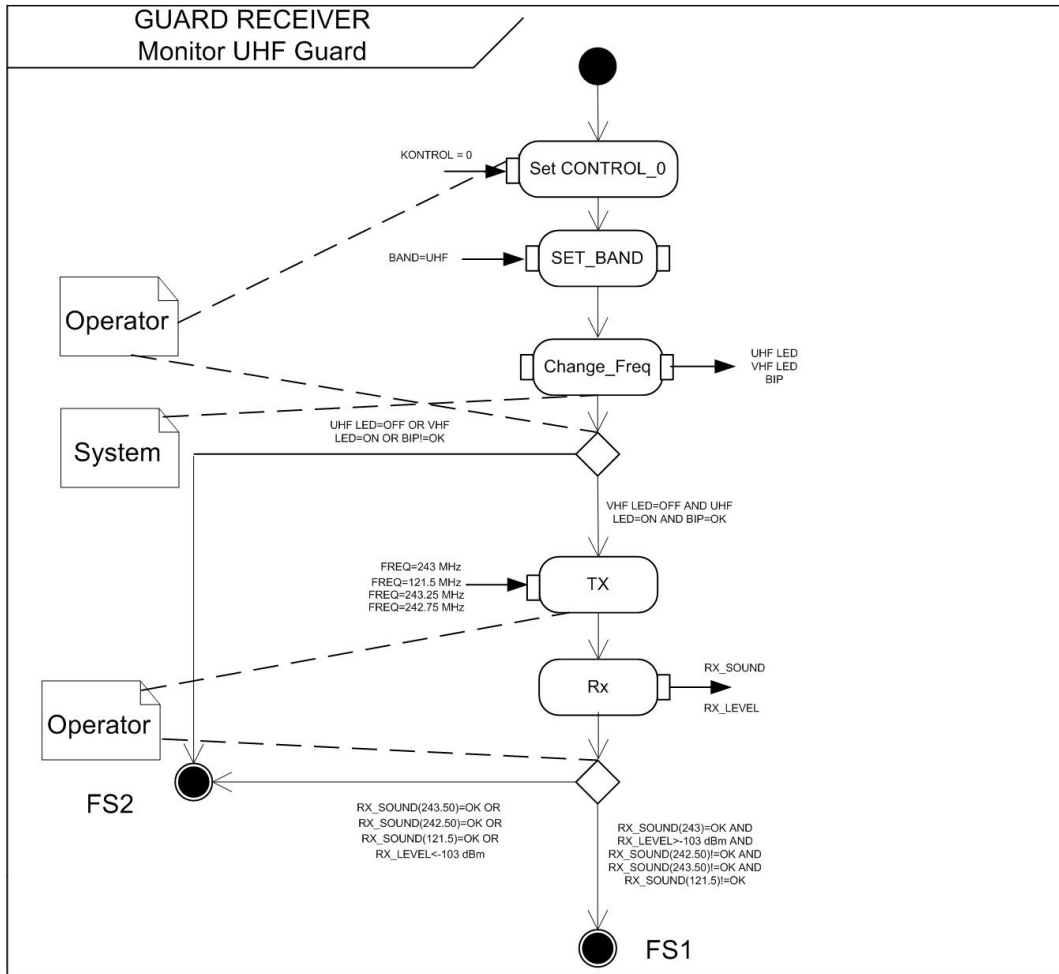 GUARD RECEIVER
Monitor UHF Guard
KONTROL = 0
Set CONTROL_0
BAND=UHF
SET_BAND
Operator
Change_Freq
UHF LED
VHF LED
BIP
System
UHF LED=OFF OR VHF
LED=ON OR BIP!=OK
VHF LED=OFF AND UHF
LED=ON AND BIP=OK
FREQ=243 MHz
FREQ=121.5 MHz
FREQ=243.25 MHz
FREQ=242.75 MHz
TX
Rx
RX_SOUND
RX_LEVEL
Operator
FS2
RX_SOUND(243.50)=OK OR
RX_SOUND(242.50)=OK OR
RX_SOUND(121.5)=OK OR
RX_LEVEL<-103 dBm
RX_SOUND(243)=OK AND
RX_LEVEL>-103 dBm AND
RX_SOUND(242.50)!=OK AND
RX_SOUND(243.50)!=OK AND
RX_SOUND(121.5)!=OK
FS1